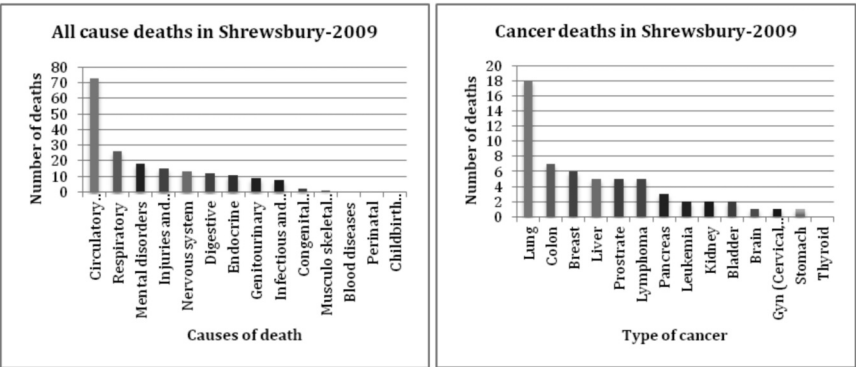 All cause deaths in Shrewsbury-2009
Number of deaths
80
70
60
50
40
30
20
10
0
Circulatory..
Respiratory
Mental disorders
Injuries and..
Nervous system
Digestive
Endocrine
Genitourinary
Infectious and..
Congenital..
Musculo skeletal..
Blood diseases
Perinatal
Childbirth..
Causes of death
Cancer deaths in Shrewsbury-2009
Number of deaths
20
18
16
14
12
10
8
6
4
2
0
Lung
Colon
Breast
Liver
Prostrate
Lymphoma
Pancreas
Leukemia
Kidney
Bladder
Brain
Gyn (Cervical,..
Stomach
Thyroid
Type of cancer